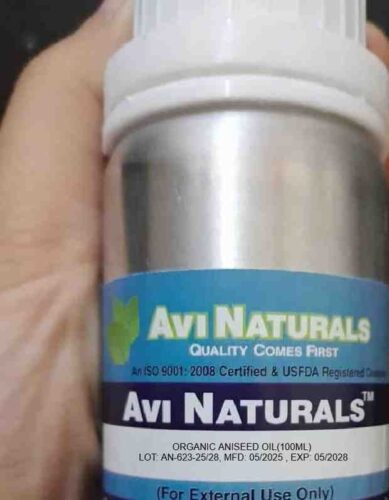 AVI NATURALS
QUALITY COMES FIRST
An ISO 9001: 2008 Certified & USFDA Registered
AVI NATURALS™
ORGANIC ANISEED OIL(100ML)
LOT: AN-623-25/28, MFD: 05/2025 , EXP: 05/2028
(For External Use Only)